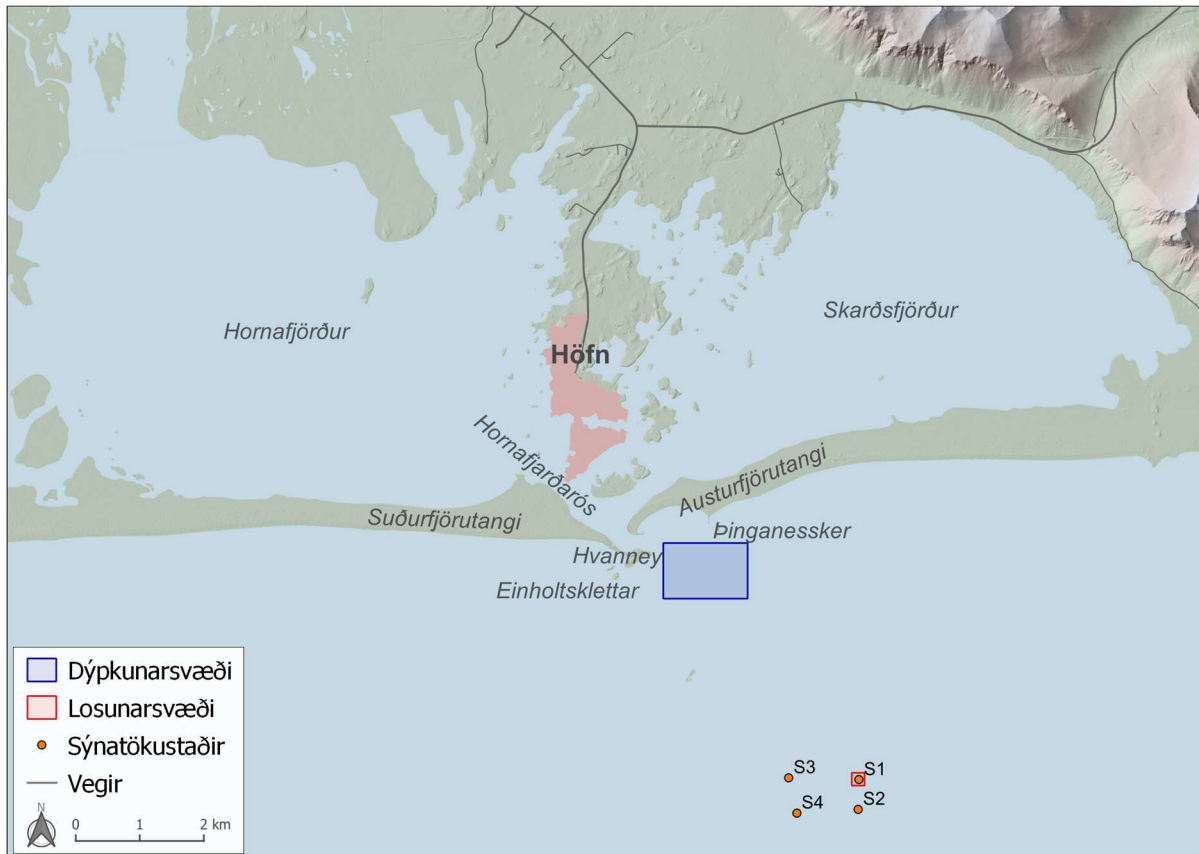 Hornafjörður
Skarðsfjörður
Höfn
Hornafjarðarós
Austurfjörutangi
Suðurfjörutangi
Þinganessker
Hvanney
Einholtsklettar
Dýpkunarsvæði
Losunarsvæði
Sýnatökustaðir
Vegir
N
0 1 2 km
S3
S1
S4
S2